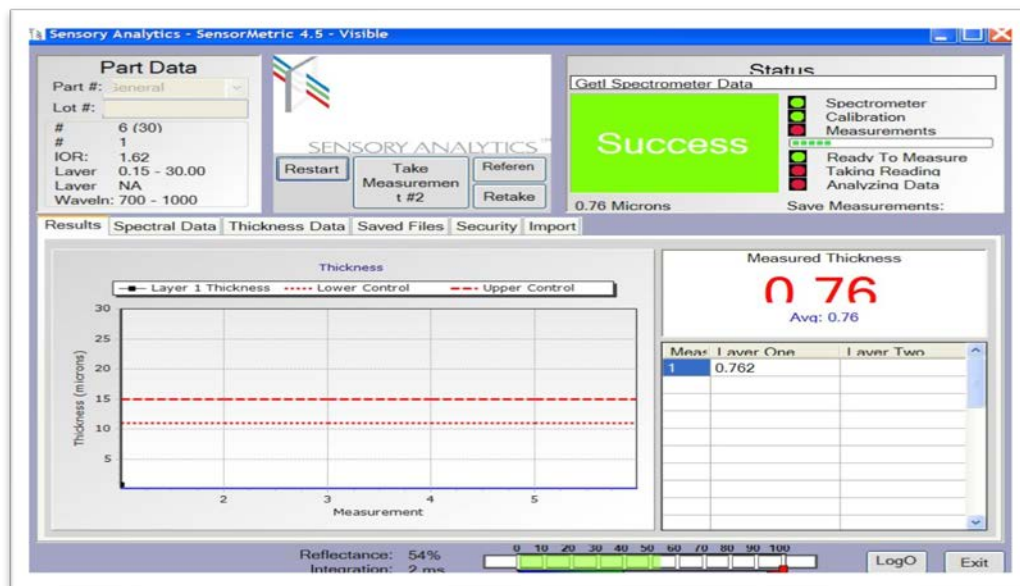 Sensory Analytics - SensorMetric 4.5 - Visible
Part Data
Part #: General
Lot #:
# 6 (30)
# 1
IOR: 1.62
Layer 0.15 - 30.00
Layer NA
Waveln: 700 - 1000
SENSORY ANALYTICS
Restart
Take
Measuremen
t #2
Referen
Retake
Status
Getl Spectrometer Data
Success
Spectrometer
Calibration
Measurements
Ready To Measure
Taking Reading
Analyzing Data
0.76 Microns
Save Measurements:
Results Spectral Data Thickness Data Saved Files Security Import
Thickness
Layer 1 Thickness Lower Control Upper Control
30
25
20
15
10
5
Thickness (microns)
2 3 4 5
Measurement
Measured Thickness
0.76
Avg: 0.76
Meas Layer One Layer Two
1 0.762
Reflectance: 54%
Integration: 2 ms
0 10 20 30 40 50 60 70 80 90 100
LogO
Exit